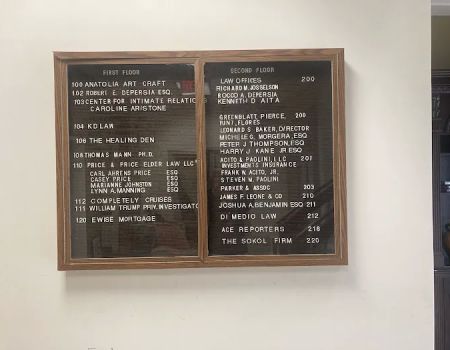 FIRST FLOOR
100 ANATOLIA ART CRAFT
102 ROBERT E. DEPERSIA ESQ.
103 CENTER FOR INTIMATE RELATIONS
CAROLINE ARISTONE
104 KD LAW
106 THE HEALING DEN
108 THOMAS MANN PH.D.
110 PRICE & PRICE ELDER LAW LLC
CARL AHRENS PRICE ESQ
CASEY PRICE ESQ
MARIANNE JOHNSTON ESQ
LYNN A. MANNING ESQ
112 COMPLETELY CRUISES
111 WILLIAM TRUMP PRIV. INVESTIGATO
120 EWISE MORTGAGE
SECOND FLOOR
LAW OFFICES 200
RICHARD M. JOSSELSON
ROCCO A. DEPERSIA
KENNETH D AITA
GREENBLATT, PIERCE, 200
FUNT, FLORES
LEONARD S. BAKER, DIRECTOR
MICHELE G. MORGERA, ESQ
PETER J THOMPSON, ESQ
HARRY J KANE JR ESQ
ACITO & PAOLINI, LLC 201
INVESTMENTS INSURANCE
FRANK N. ACITO, JR.
STEVEN M. PAOLINI
PARKER & ASSOC 203
JAMES F. LEONE & CO 210
JOSHUA A. BENJAMIN ESQ 211
DI MEDIO LAW 212
ACE REPORTERS 218
THE SOKOL FIRM 220